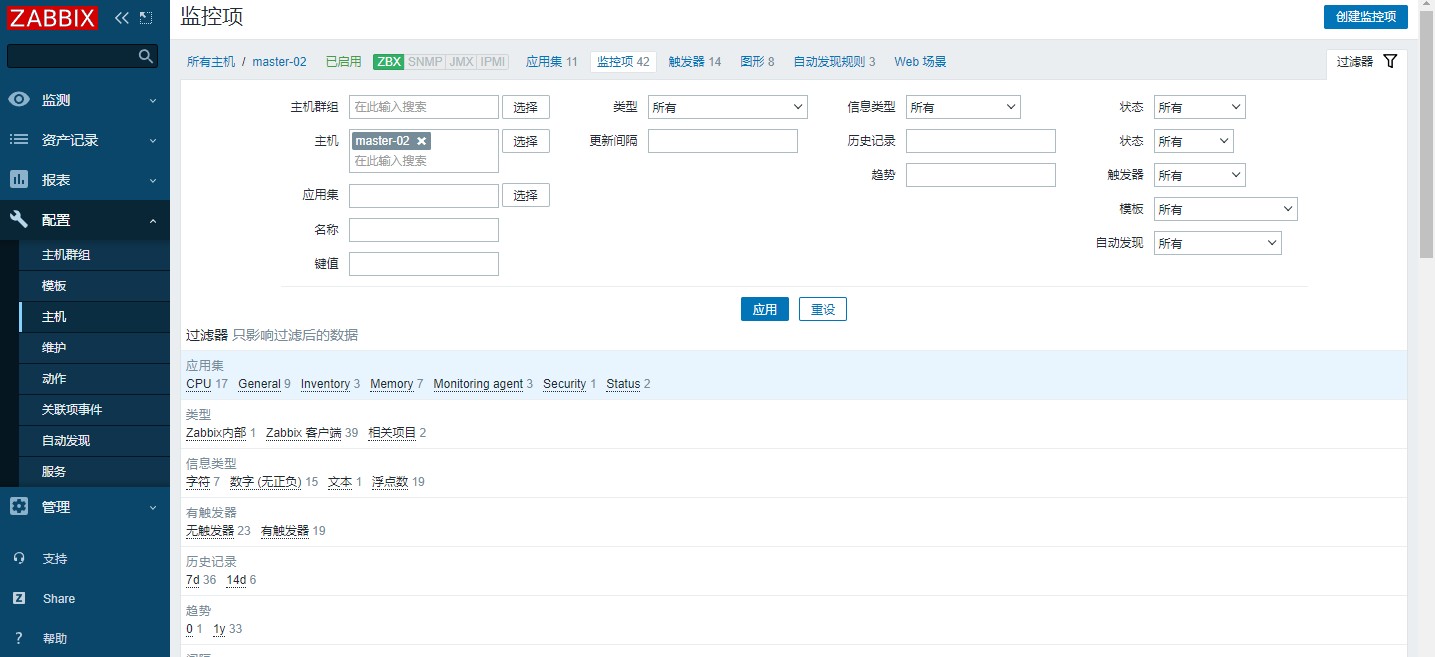 ZABBIX
监测
资产记录
报表
配置
主机群组
模板
主机
维护
动作
关联项事件
自动发现
服务
管理
支持
Share
帮助
监控项
创建监控项
所有主机 / master-02 已启用 ZBX SNMP JMX IPMI 应用集 11 监控项 42 触发器 14 图形 8 自动发现规则 3 Web 场景 过滤器
主机群组 在此输入搜索 选择 类型 所有 信息类型 所有 状态 所有
主机 master-02 选择 更新间隔 历史记录 状态 所有
在此输入搜索
趋势 触发器 所有
应用集 选择
模板 所有
名称
自动发现 所有
键值
应用 重设
过滤器 只影响过滤后的数据
应用集
CPU 17 General 9 Inventory 3 Memory 7 Monitoring agent 3 Security 1 Status 2
类型
Zabbix内部 1 Zabbix 客户端 39 相关项目 2
信息类型
字符 7 数字 (无正负) 15 文本 1 浮点数 19
有触发器
无触发器 23 有触发器 19
历史记录
7d 36 14d 6
趋势
0 1 1y 33